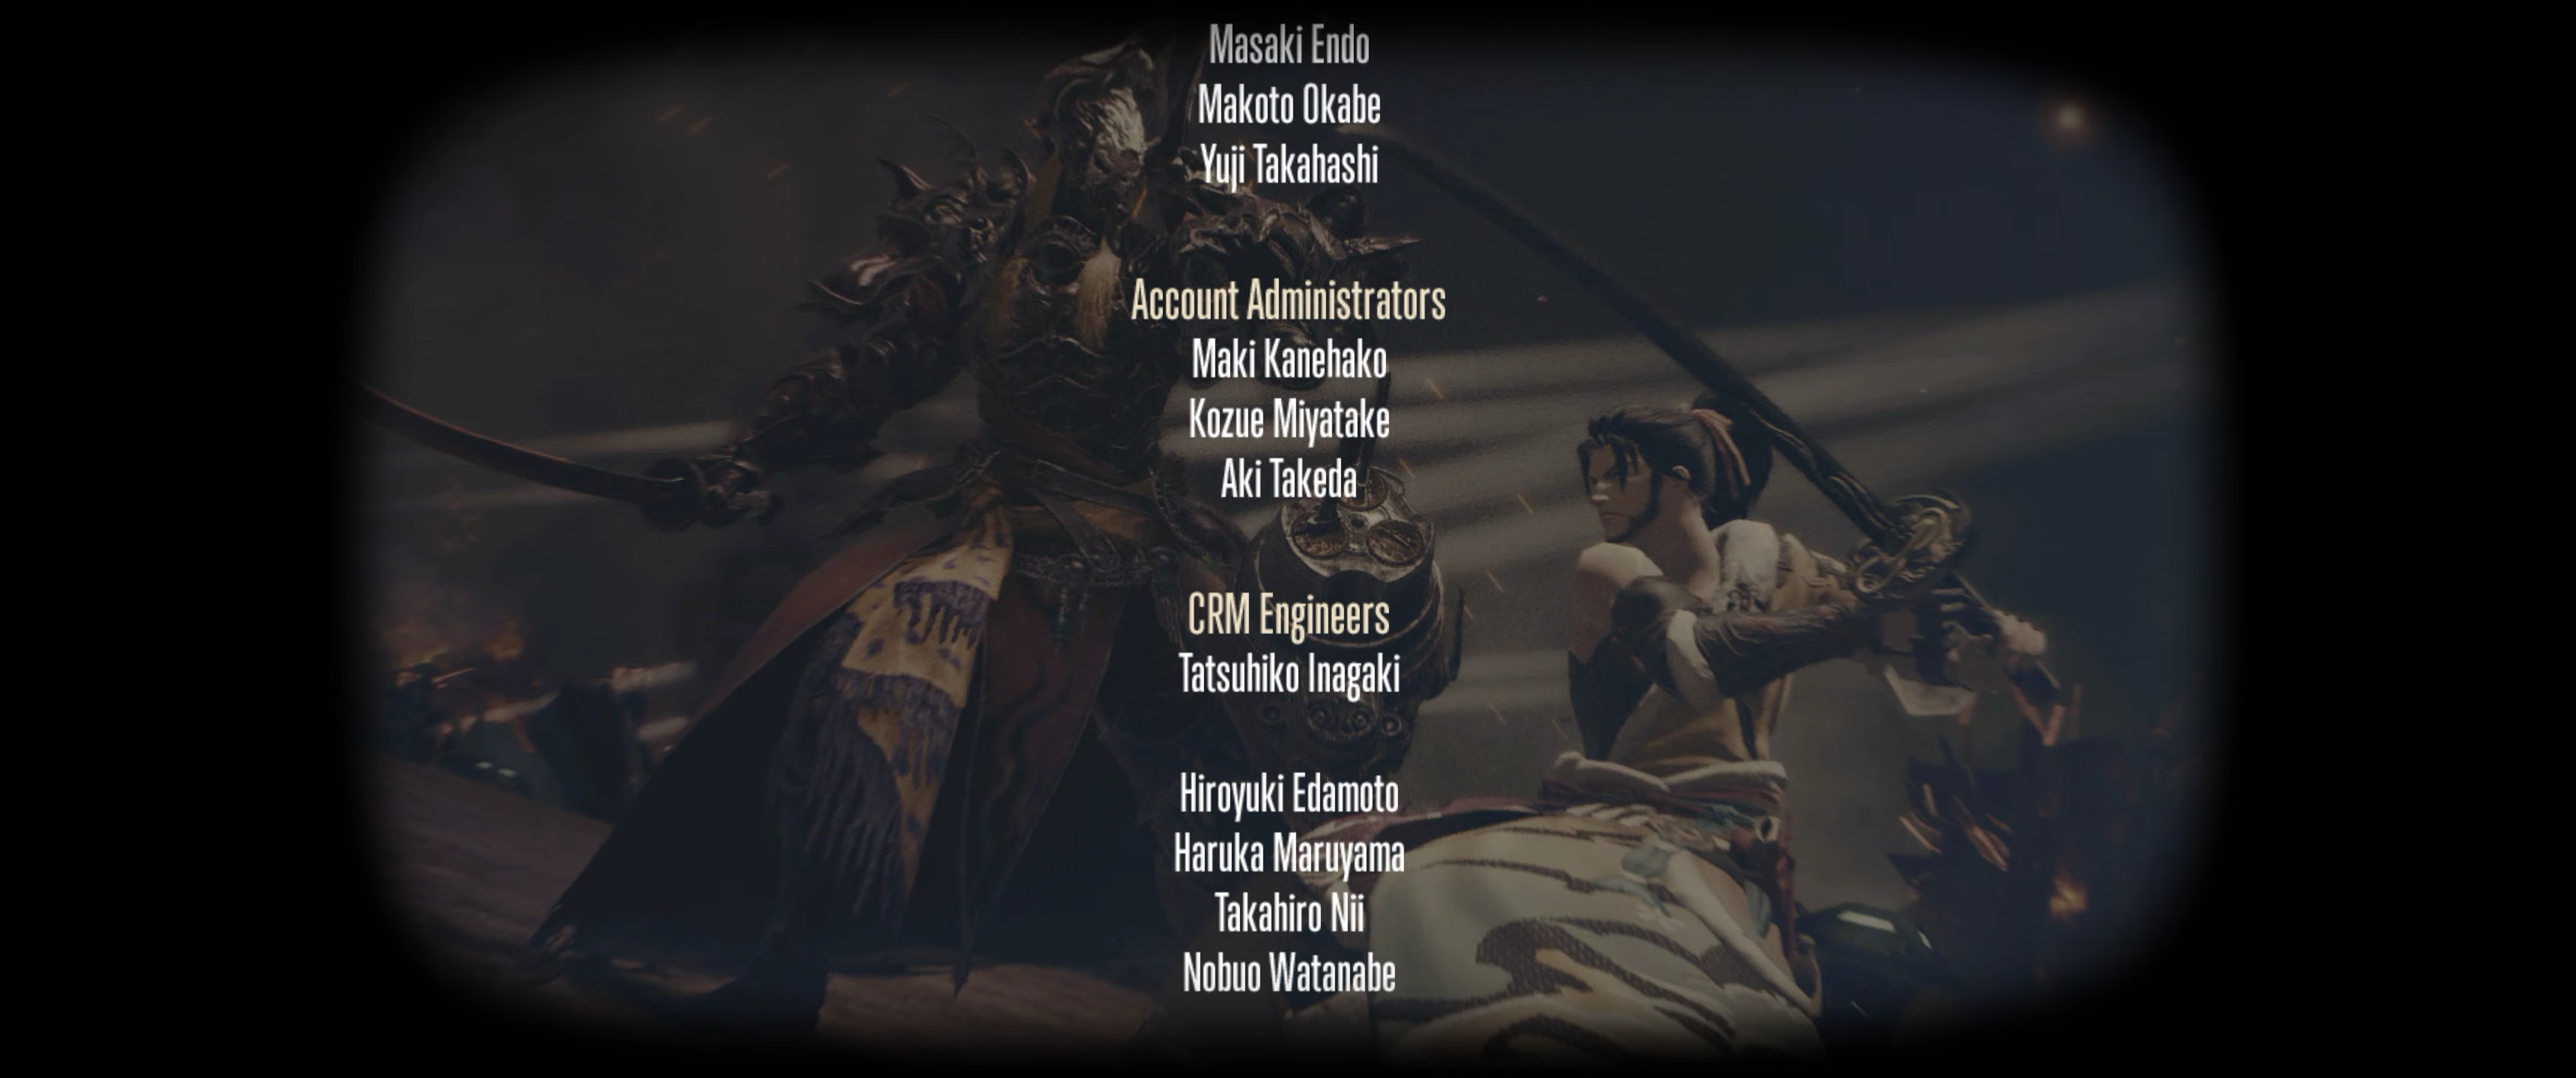 Masaki Endo
Makoto Okabe
Yuji Takahashi
Account Administrators
Maki Kanehako
Kozue Miyatake
Aki Takeda
CRM Engineers
Tatsuhiko Inagaki
Hiroyuki Edamoto
Haruka Maruyama
Takahiro Nii
Nobuo Watanabe